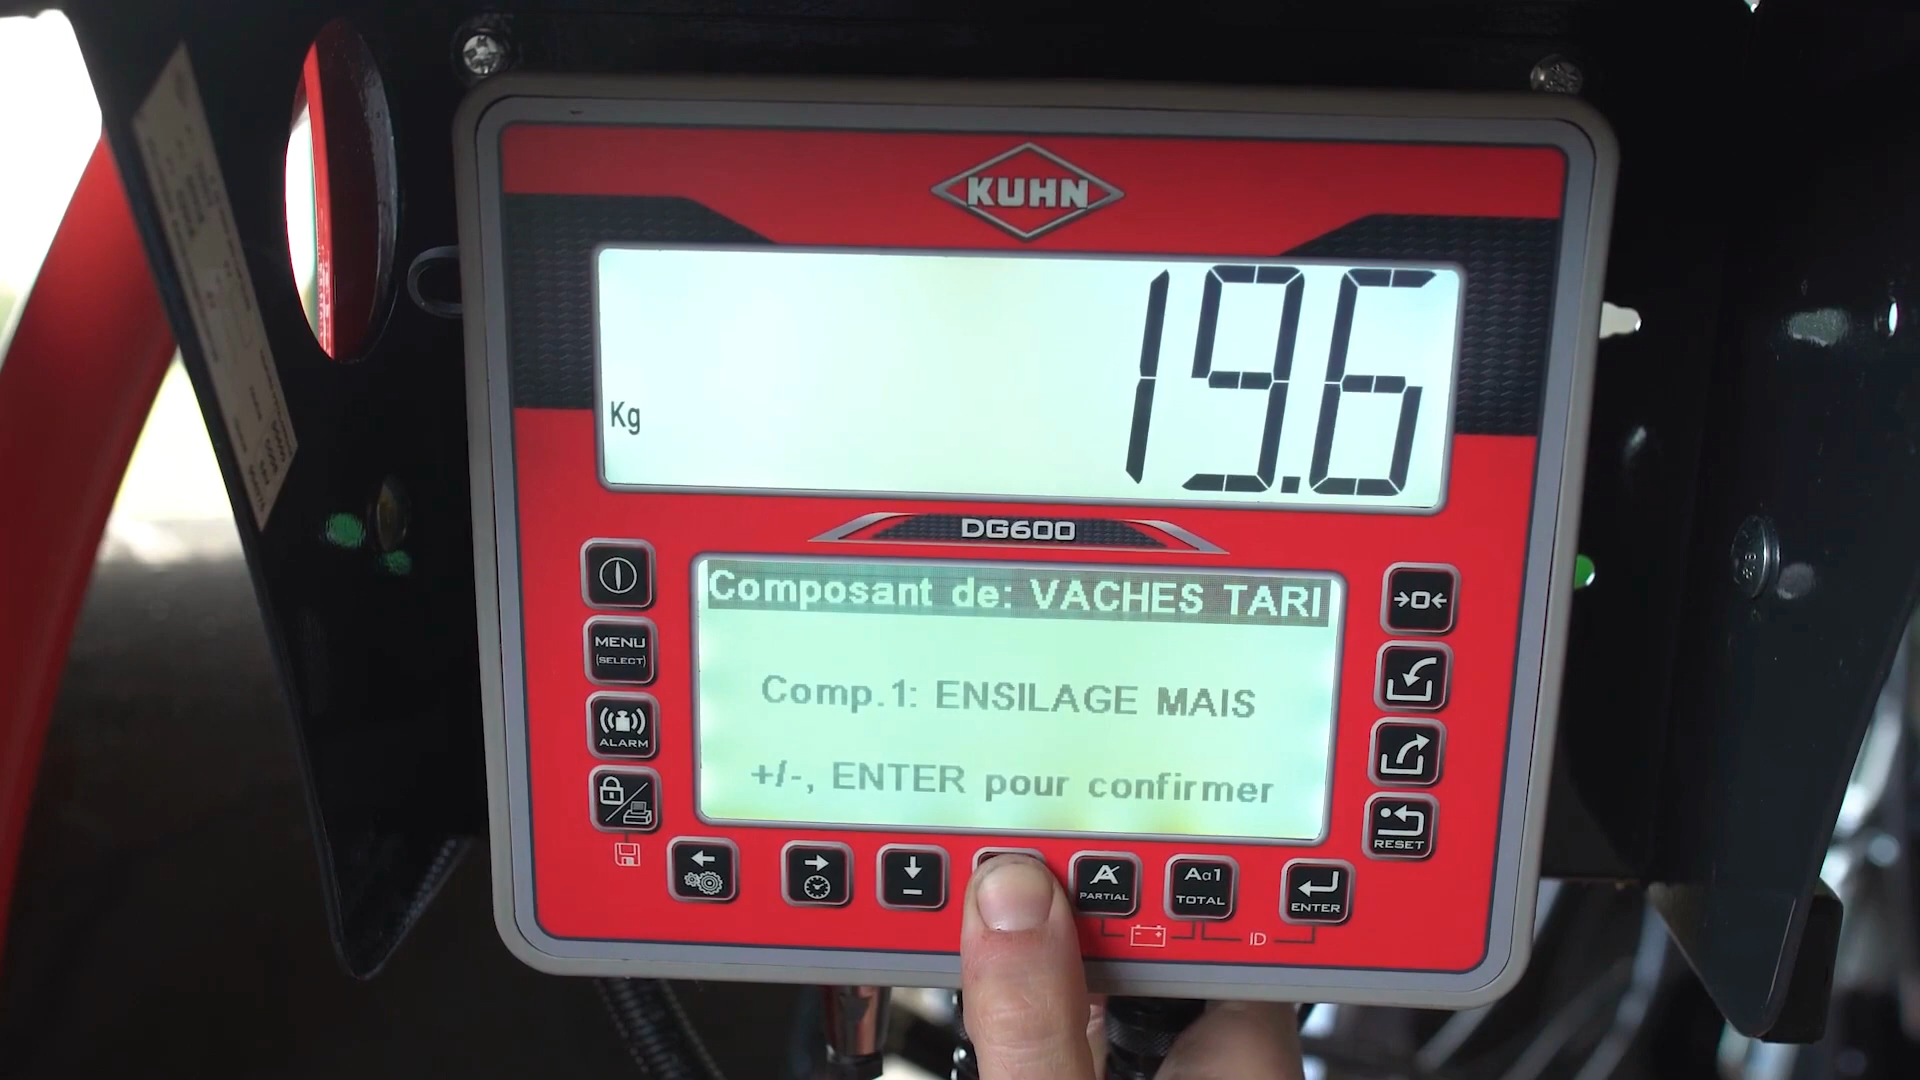 KUHN
19.6
Kg
DG600
Composant de: VACHES TARI
Comp.1: ENSILAGE MAIS
+/-, ENTER pour confirmer
MENU
(SELECT)
ALARM
RESET
PARTIAL
Aa1
TOTAL
ENTER
ID